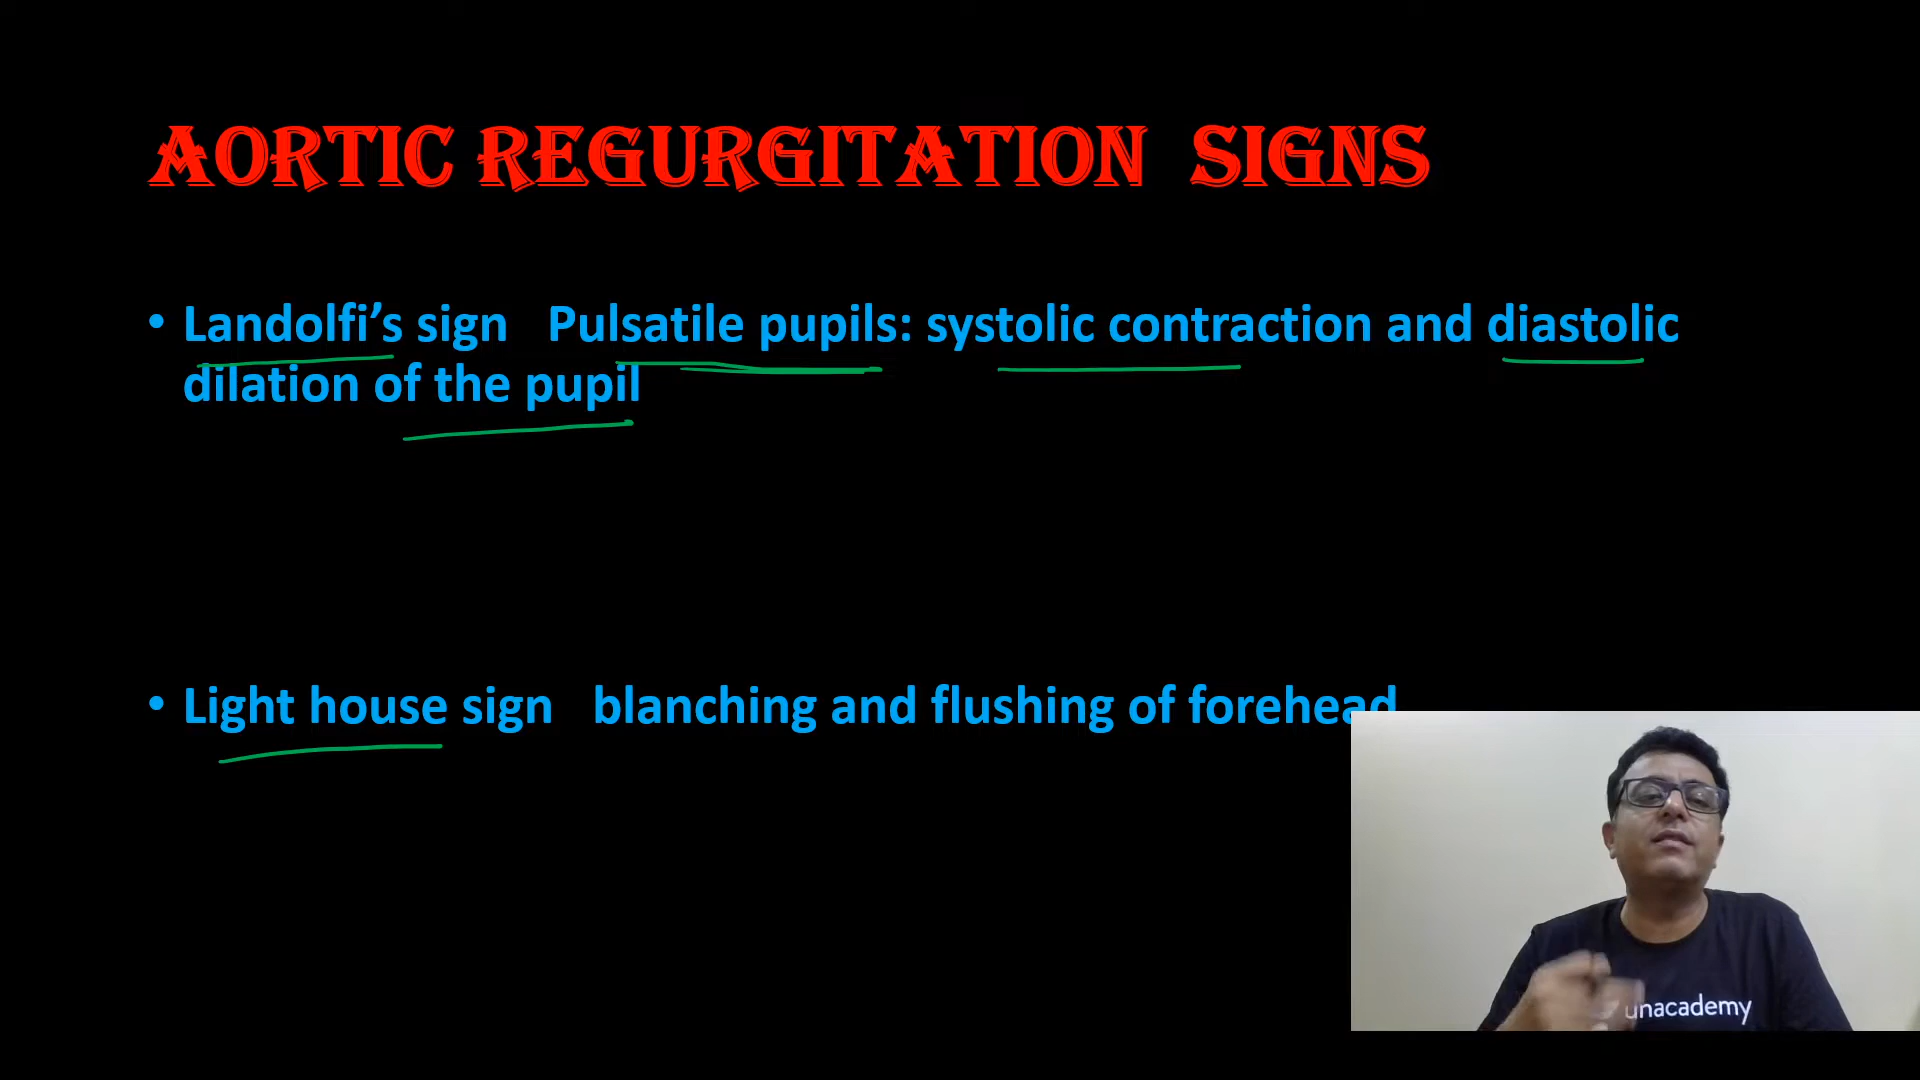 AORTIC REGURGITATION SIGNS
• Landolfi’s sign Pulsatile pupils: systolic contraction and diastolic
dilation of the pupil
• Light house sign blanching and flushing of forehead
unacademy